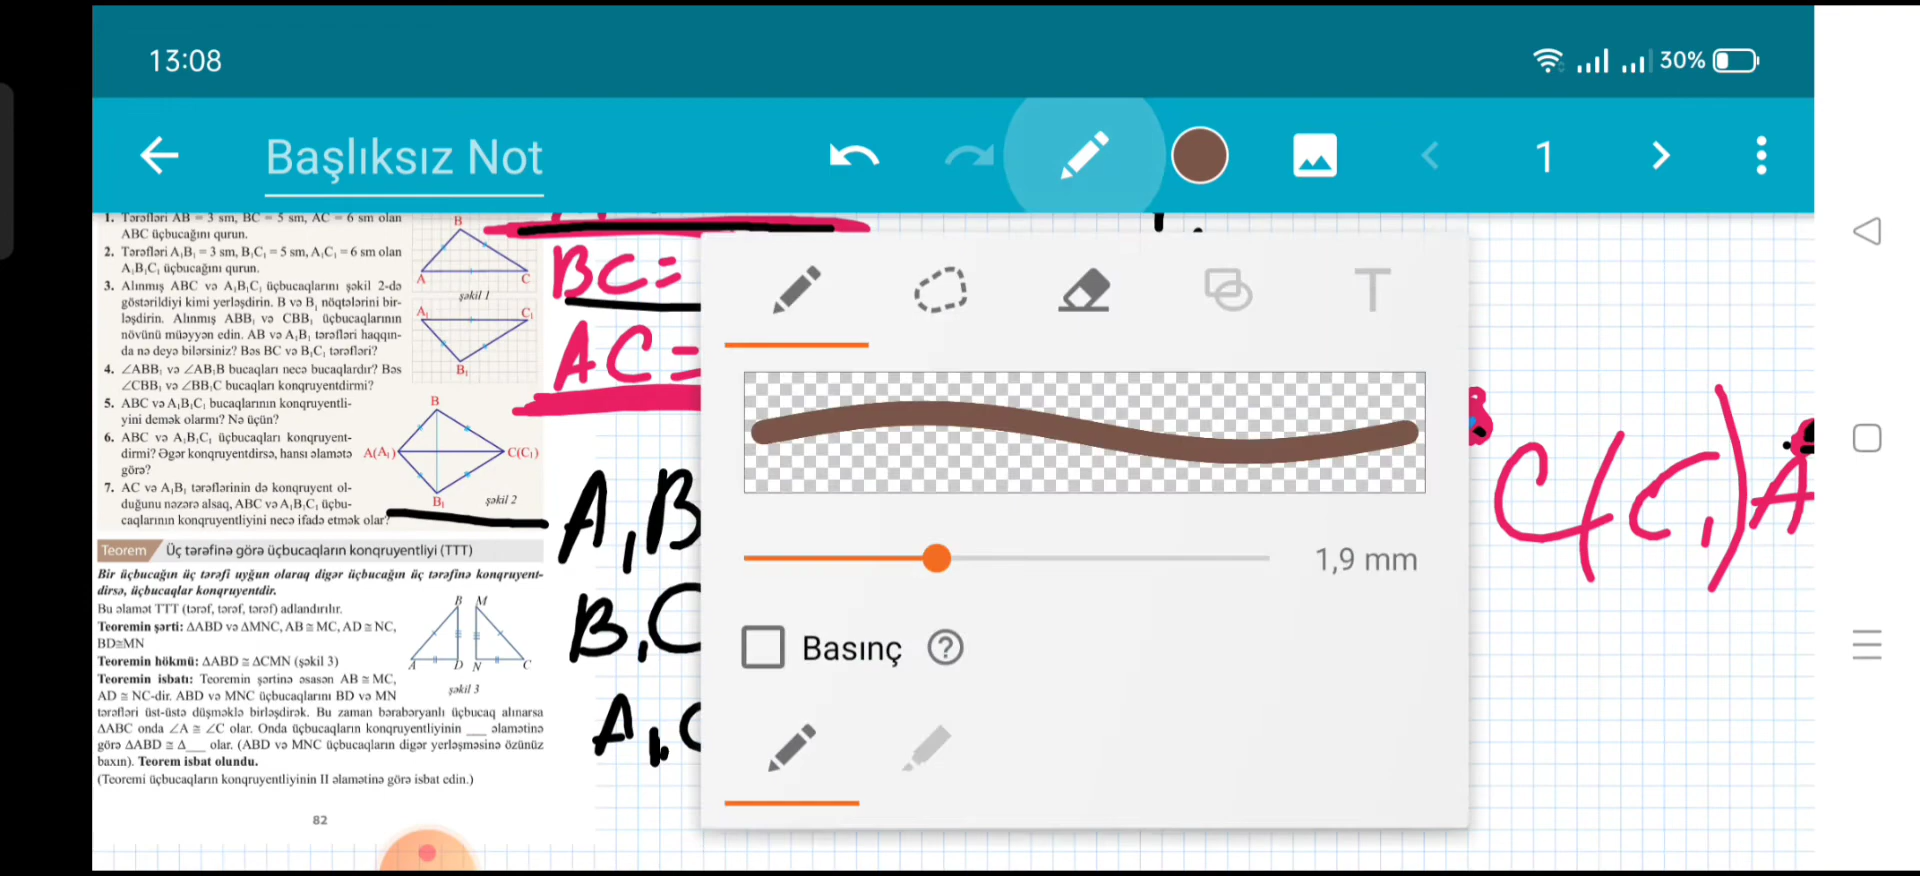 13:08
30%
Başlıksız Not
1
1. Tərəfləri AB = 3 sm, BC = 5 sm, AC = 6 sm olan
ABC üçbucağını qurun.
2. Tərəfləri A₁B₁ = 3 sm, B₁C₁ = 5 sm, A₁C₁ = 6 sm olan
A₁B₁C₁ üçbucağını qurun.
3. Alınmış ABC və A₁B₁C₁ üçbucaqlarını şəkil 2-də
göstərildiyi kimi yerləşdirin. B və B₁ nöqtələrini bir-
ləşdirin. Alınmış ABB₁ və CBB₁ üçbucaqlarının
növünü müəyyən edin. AB və A₁B₁ tərəfləri haqqın-
da nə deyə bilərsiniz? Bəs BC və B₁C₁ tərəfləri?
4. ∠ABB₁ və ∠AB₁B bucaqları necə bucaqlardır? Bəs
∠CBB₁ və ∠BB₁C bucaqları konqruyentdirmi?
5. ABC və A₁B₁C₁ bucaqlarının konqruyentli-
yini demək olarmı? Nə üçün?
6. ABC və A₁B₁C₁ üçbucaqları konqruyent-
dirmi? Əgər konqruyentdirsə, hansı əlamətə
görə?
7. AC və A₁B₁ tərəflərinin də konqruyent ol-
duğunu nəzərə alsaq, ABC və A₁B₁C₁ üçbu-
caqlarının konqruyentliyini necə ifadə etmək olar?
B
A
C
şəkil 1
A₁
C₁
B₁
B
A(A₁)
C(C₁)
B₁
şəkil 2
Teorem
Üç tərəfinə görə üçbucaqların konqruyentliyi (TTT)
Bir üçbucağın üç tərəfi uyğun olaraq digər üçbucağın üç tərəfinə konqruyent-
dirsə, üçbucaqlar konqruyentdir.
Bu əlamət TTT (tərəf, tərəf, tərəf) adlandırılır.
Teoremin şərti: ΔABD və ΔMNC, AB ≅ MC, AD ≅ NC,
BD≅MN
Teoremin hökmü: ΔABD ≅ ΔCMN (şəkil 3)
Teoremin isbatı: Teoremin şərtinə əsasən AB ≅ MC,
AD ≅ NC-dir. ABD və MNC üçbucaqlarını BD və MN
tərəfləri üst-üstə düşməklə birləşdirək. Bu zaman bərabəryanlı üçbucaq alınarsa
ΔABC onda ∠A ≅ ∠C olar. Onda üçbucaqların konqruyentliyinin ___ əlamətinə
görə ΔABD ≅ Δ___ olar. (ABD və MNC üçbucaqların digər yerləşməsinə özünüz
baxın). Teorem isbat olundu.
(Teoremi üçbucaqların konqruyentliyinin II əlamətinə görə isbat edin.)
B M
A D N C
şəkil 3
82
BC=
AC=
A₁B
B₁C
A₁C
C(C₁)A
T
1,9 mm
Basınç
?